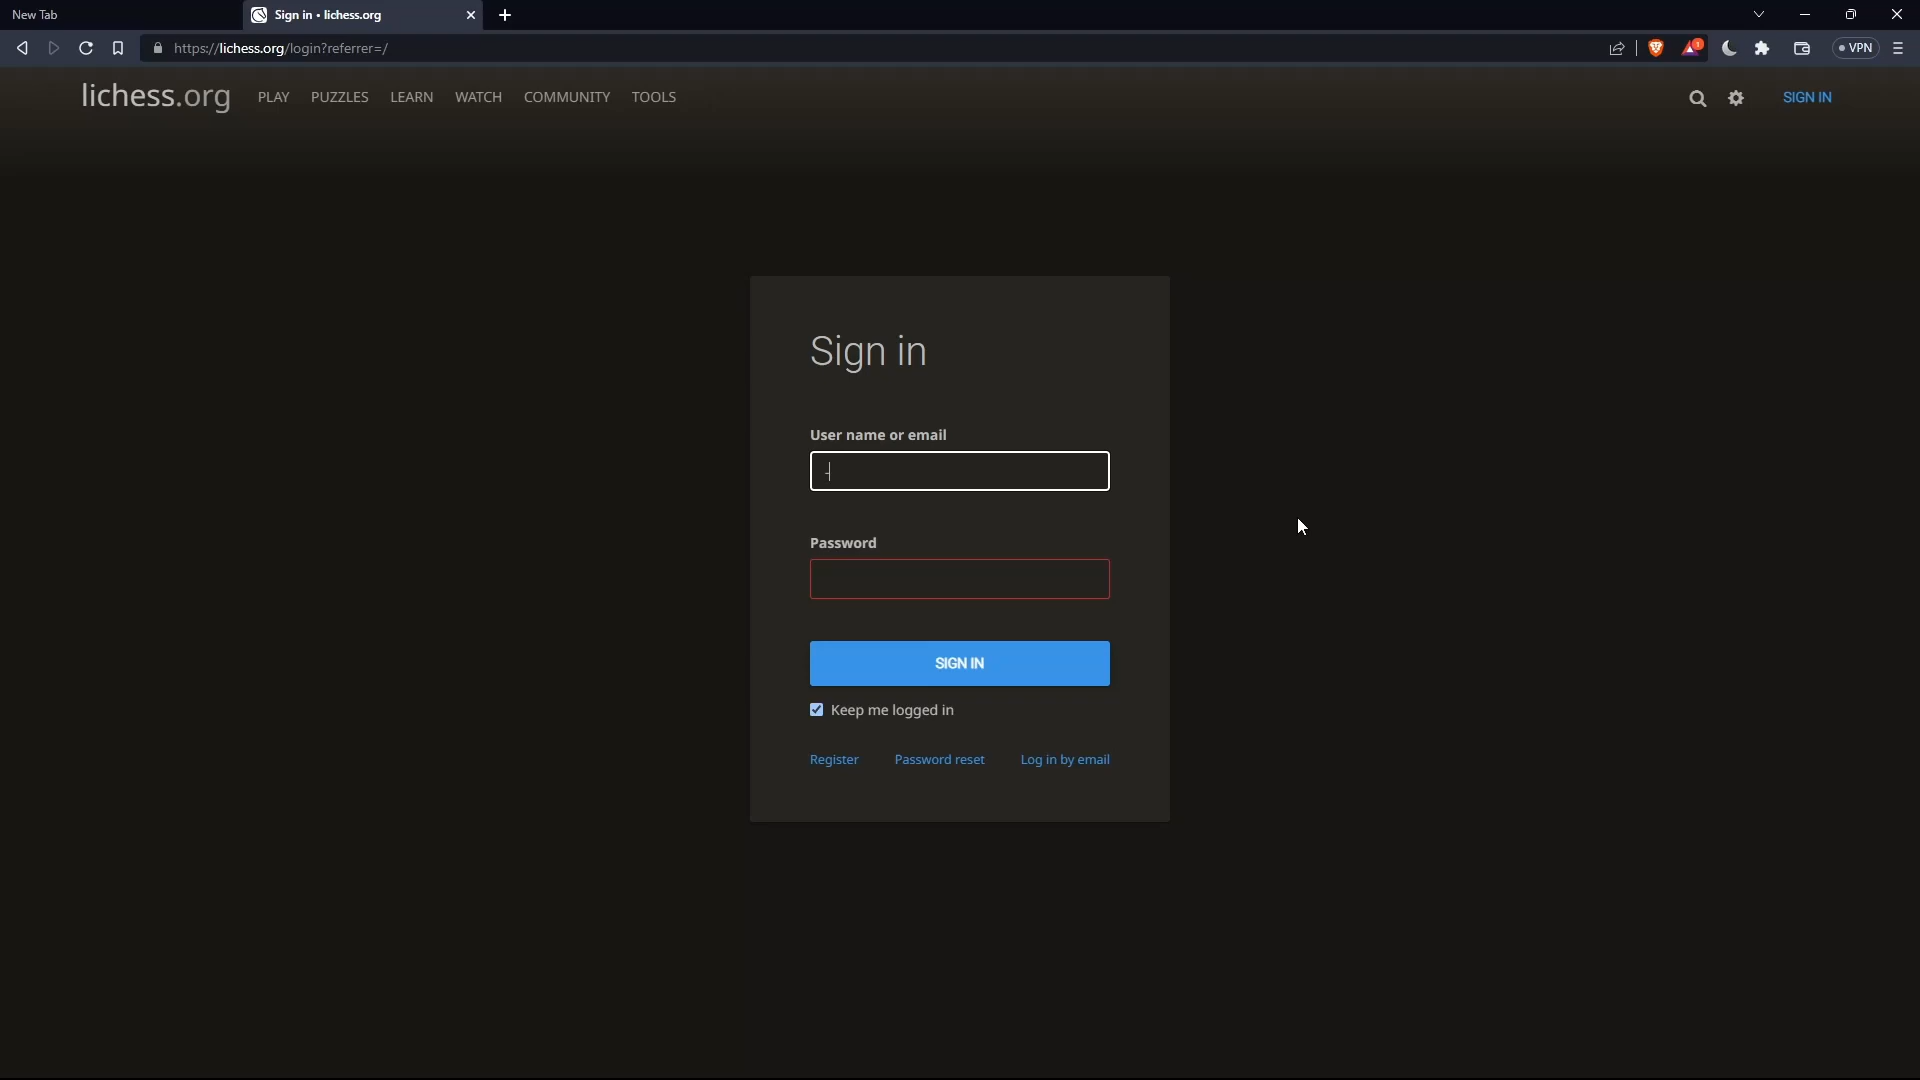 New Tab
Sign in • lichess.org
https://lichess.org/login?referrer=/
1
VPN
lichess.org PLAY PUZZLES LEARN WATCH COMMUNITY TOOLS
SIGN IN
Sign in
User name or email
-
Password
SIGN IN
Keep me logged in
Register Password reset Log in by email